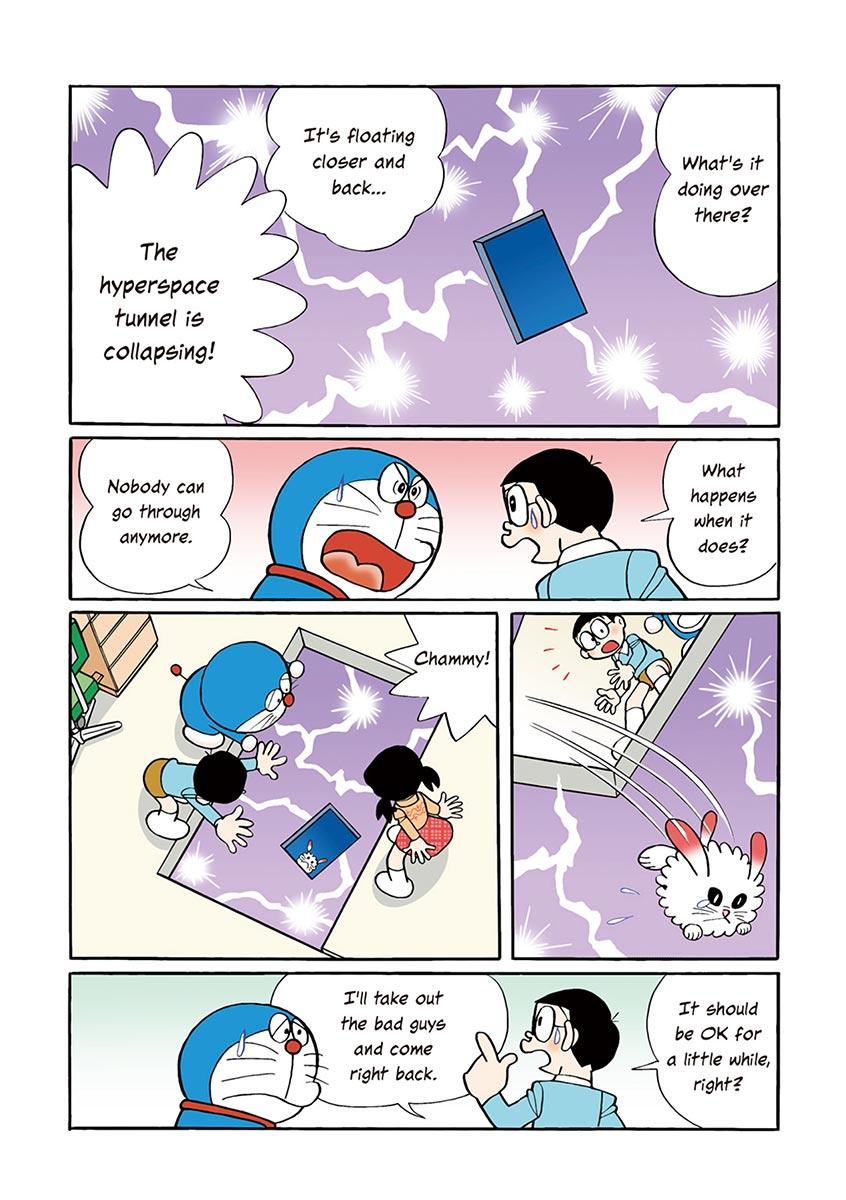 What's it
doing over
there?
It's floating
closer and
back...
The
hyperspace
tunnel is
collapsing!
What
happens
when it
does?
Nobody can
go through
anymore.
Chammy!
It should
be OK for
a little while,
right?
I'll take out
the bad guys
and come
right back.